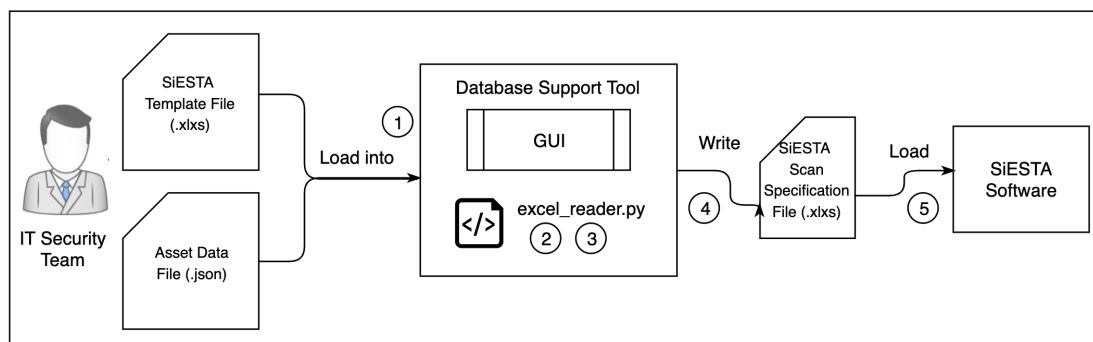 IT Security
Team
SiESTA
Template File
(.xlxs)
Asset Data
File (.json)
Load into
1
Database Support Tool
GUI
</>
excel_reader.py
2 3
Write
4
SiESTA
Scan
Specification
File (.xlxs)
Load
5
SiESTA
Software